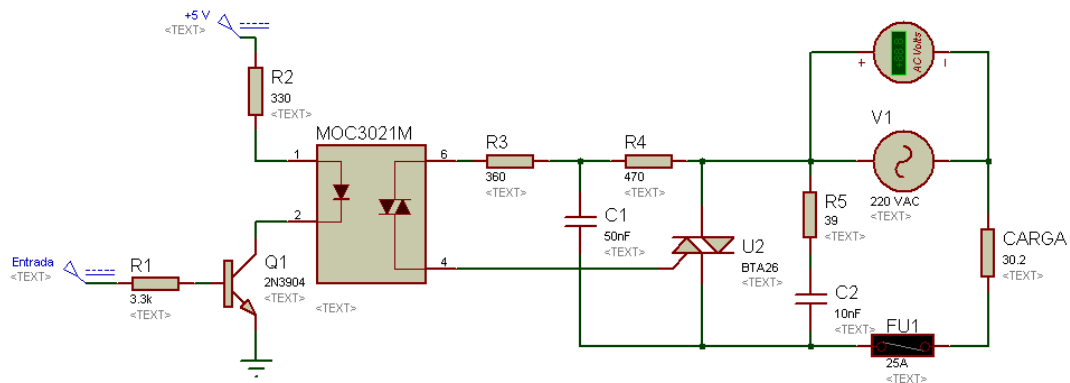 +5 V
<TEXT>
R2
330
<TEXT>
MOC3021M
1
2
6
4
<TEXT>
Entrada
<TEXT>
R1
3.3k
<TEXT>
Q1
2N3904
<TEXT>
R3
360
<TEXT>
R4
470
<TEXT>
C1
50nF
<TEXT>
U2
BTA26
<TEXT>
+88.8
AC Volts
+
-
V1
220 VAC
<TEXT>
R5
39
<TEXT>
C2
10nF
<TEXT>
CARGA
30.2
<TEXT>
FU1
25A
<TEXT>